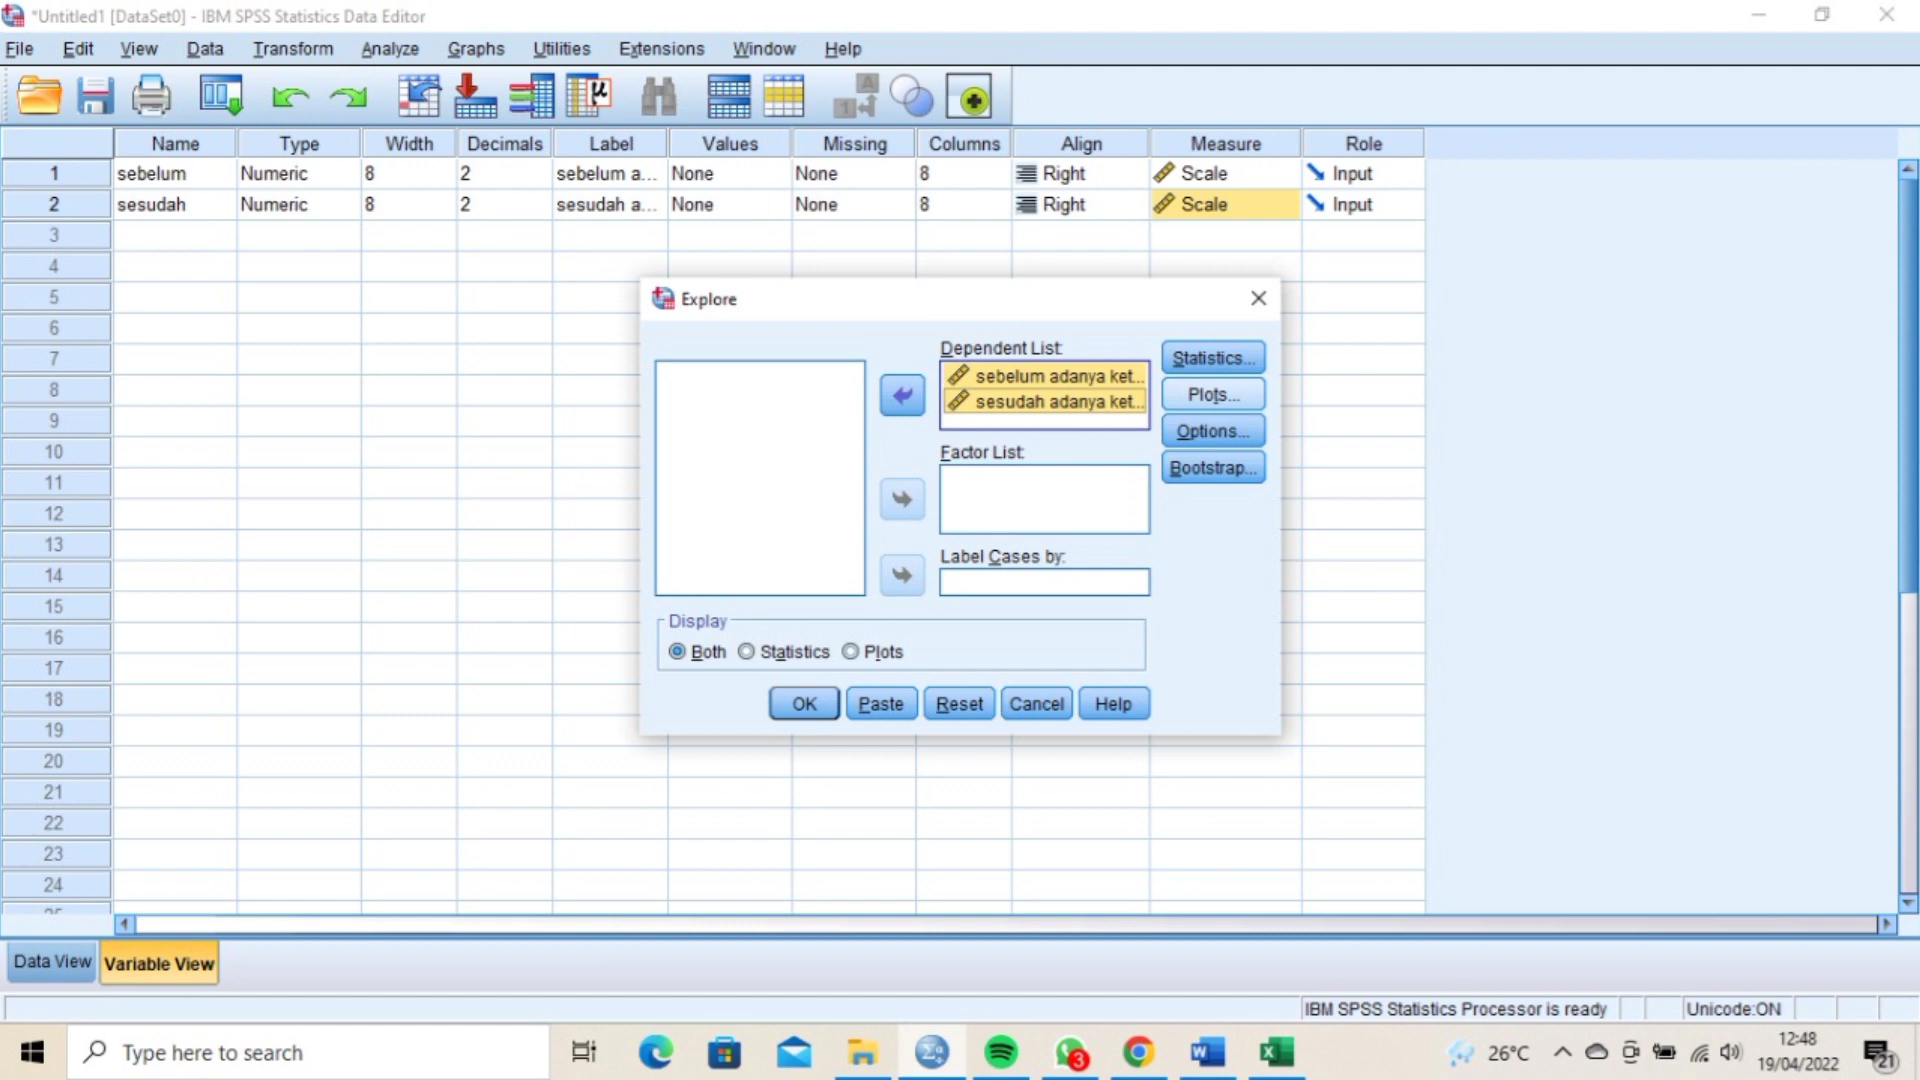 *Untitled1 [DataSet0] - IBM SPSS Statistics Data Editor
File Edit View Data Transform Analyze Graphs Utilities Extensions Window Help
Name Type Width Decimals Label Values Missing Columns Align Measure Role
1 sebelum Numeric 8 2 sebelum a... None None 8 Right Scale Input
2 sesudah Numeric 8 2 sesudah a... None None 8 Right Scale Input
3
4
5
6
7
8
9
10
11
12
13
14
15
16
17
18
19
20
21
22
23
24
Explore
Dependent List:
sebelum adanya ket...
sesudah adanya ket...
Factor List:
Label Cases by:
Statistics...
Plots...
Options...
Bootstrap...
Display
Both Statistics Plots
OK Paste Reset Cancel Help
Data View Variable View
IBM SPSS Statistics Processor is ready Unicode:ON
Type here to search
3
26°C
12:48
19/04/2022
21